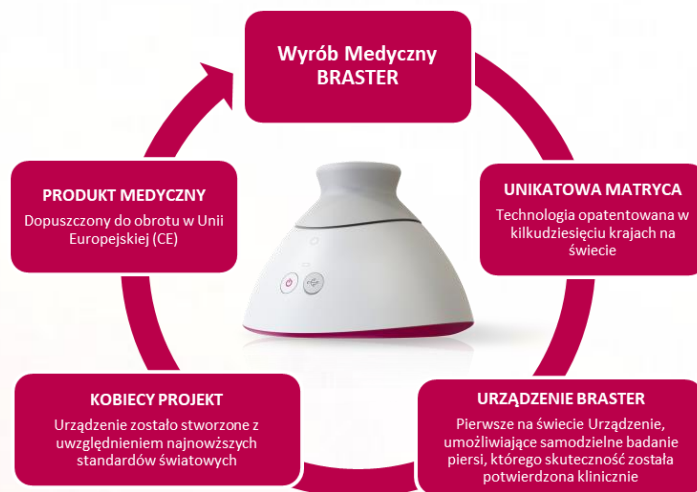 Wyrób Medyczny
BRASTER
PRODUKT MEDYCZNY
Dopuszczony do obrotu w Unii
Europejskiej (CE)
UNIKATOWA MATRYCA
Technologia opatentowana w
kilkudziesięciu krajach na
świecie
KOBIECY PROJEKT
Urządzenie zostało stworzone z
uwzględnieniem najnowszych
standardów światowych
URZĄDZENIE BRASTER
Pierwsze na świecie Urządzenie,
umożliwiające samodzielne badanie
piersi, którego skuteczność została
potwierdzona klinicznie